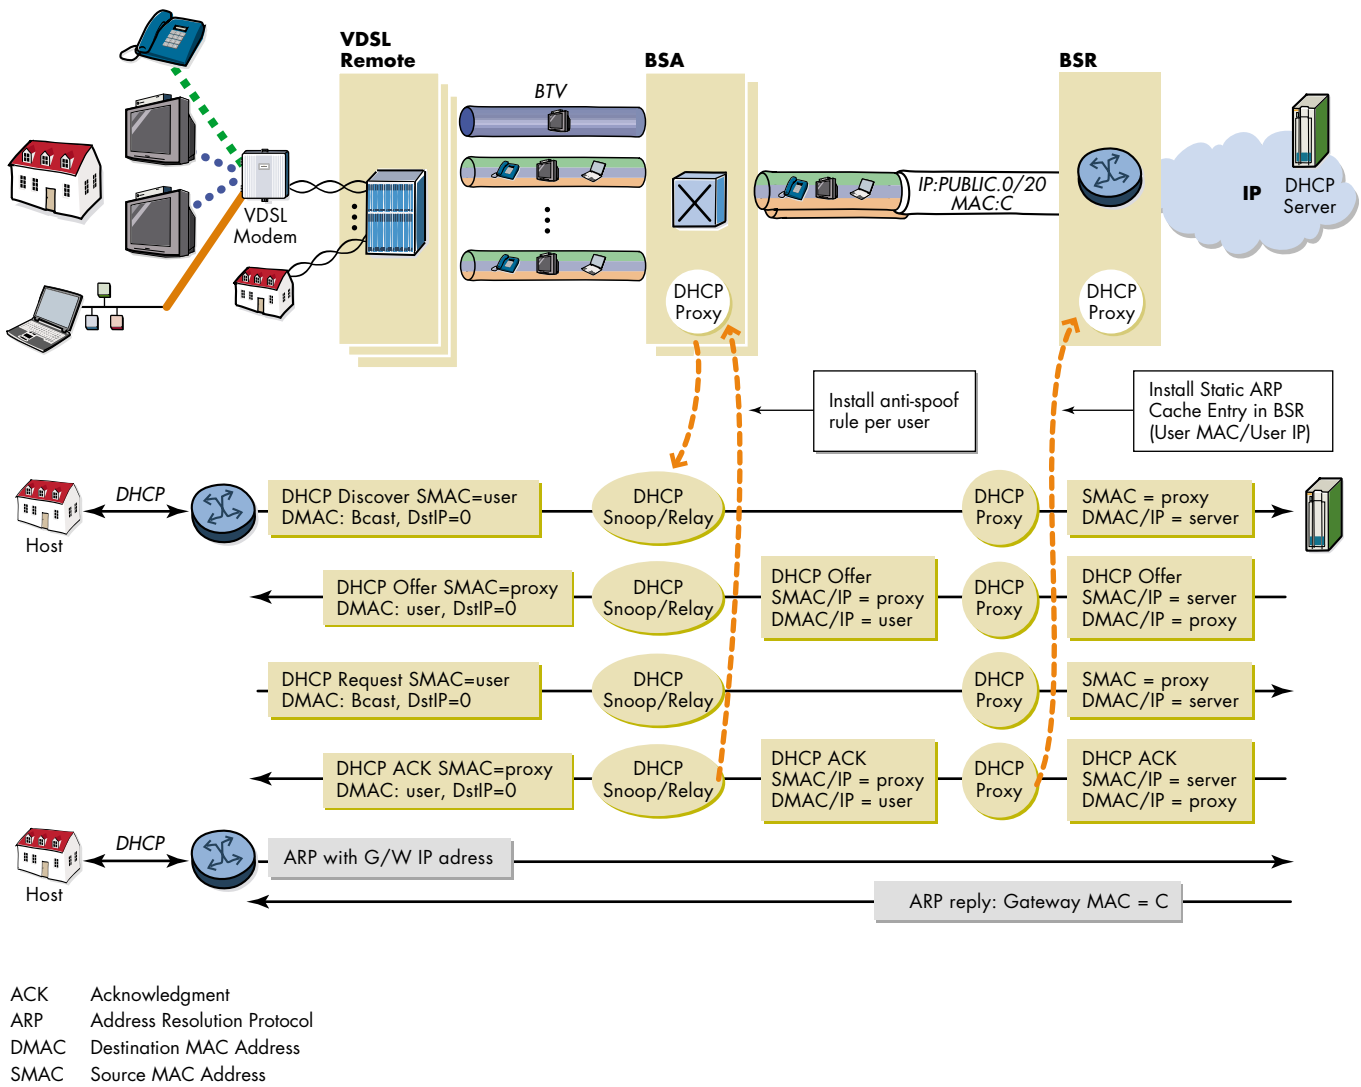 VDSL
Remote
BSA
BSR
BTV
VDSL
Modem
IP:PUBLIC.0/20
MAC:C
IP
DHCP
Server
DHCP
Proxy
DHCP
Proxy
Install anti-spoof
rule per user
Install Static ARP
Cache Entry in BSR
(User MAC/User IP)
Host
DHCP
DHCP Discover SMAC=user
DMAC: Bcast, DstIP=0
DHCP
Snoop/Relay
DHCP
Proxy
SMAC = proxy
DMAC/IP = server
DHCP Offer SMAC=proxy
DMAC: user, DstIP=0
DHCP
Snoop/Relay
DHCP Offer
SMAC/IP = proxy
DMAC/IP = user
DHCP
Proxy
DHCP Offer
SMAC/IP = server
DMAC/IP = proxy
DHCP Request SMAC=user
DMAC: Bcast, DstIP=0
DHCP
Snoop/Relay
DHCP
Proxy
SMAC = proxy
DMAC/IP = server
DHCP ACK SMAC=proxy
DMAC: user, DstIP=0
DHCP
Snoop/Relay
DHCP ACK
SMAC/IP = proxy
DMAC/IP = user
DHCP
Proxy
DHCP ACK
SMAC/IP = server
DMAC/IP = proxy
Host
DHCP
ARP with G/W IP adress
ARP reply: Gateway MAC = C
ACK Acknowledgment
ARP Address Resolution Protocol
DMAC Destination MAC Address
SMAC Source MAC Address